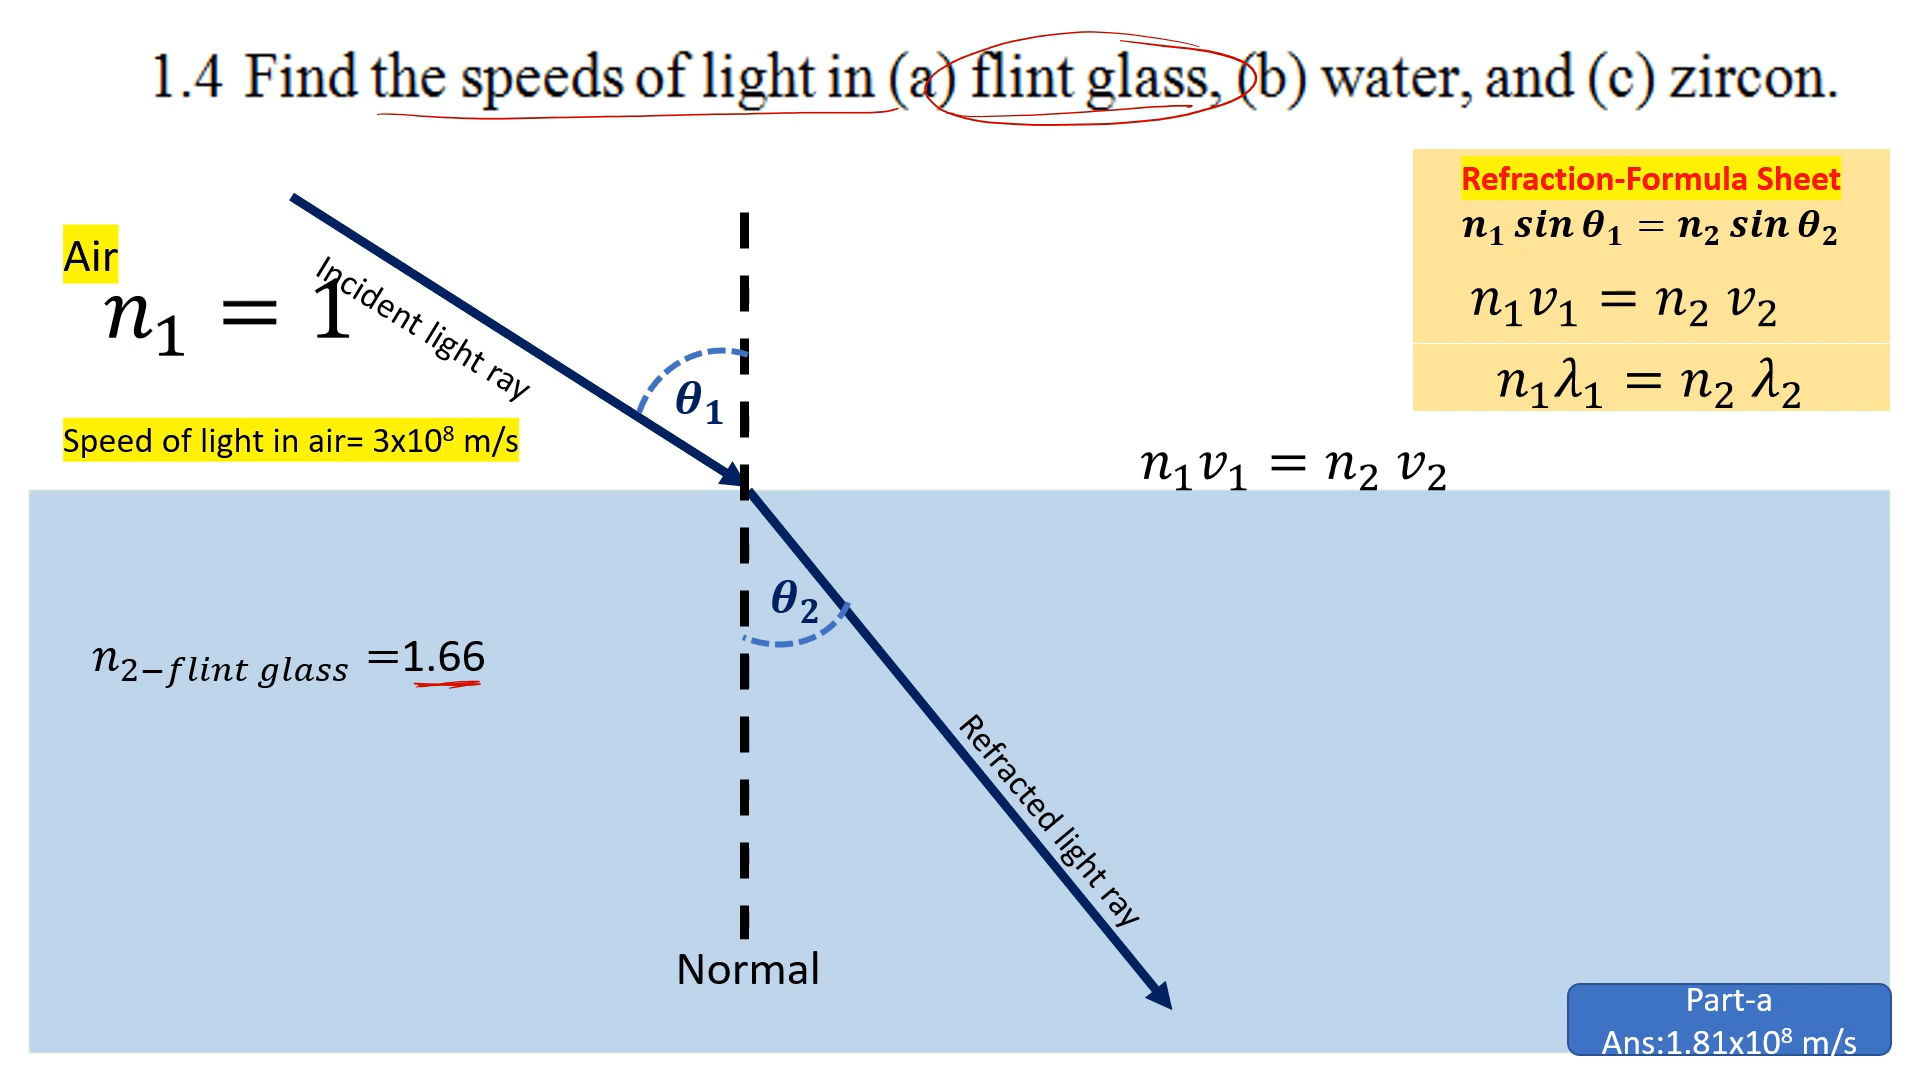 1.4 Find the speeds of light in (a) flint glass, (b) water, and (c) zircon.
Refraction-Formula Sheet
n₁ sin θ₁ = n₂ sin θ₂
n₁v₁ = n₂ v₂
n₁λ₁ = n₂ λ₂
Air
n₁ = 1
Incident light ray
θ₁
Speed of light in air= 3x10⁸ m/s
n₁v₁ = n₂ v₂
θ₂
n₂₋flint glass =1.66
Refracted light ray
Normal
Part-a
Ans:1.81x10⁸ m/s